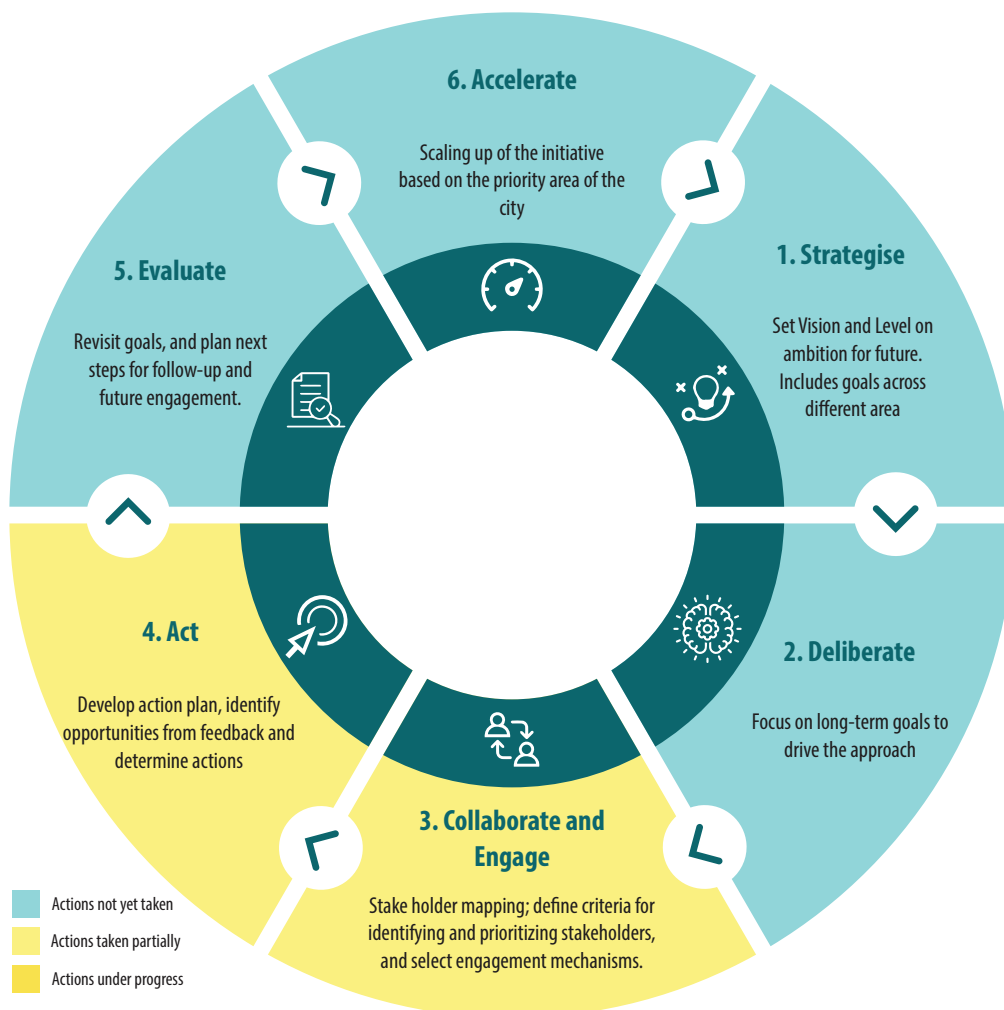 6. Accelerate
Scaling up of the initiative
based on the priority area of the
city
1. Strategise
Set Vision and Level on
ambition for future.
Includes goals across
different area
2. Deliberate
Focus on long-term goals to
drive the approach
3. Collaborate and
Engage
Stake holder mapping; define criteria for
identifying and prioritizing stakeholders,
and select engagement mechanisms.
4. Act
Develop action plan, identify
opportunities from feedback and
determine actions
5. Evaluate
Revisit goals, and plan next
steps for follow-up and
future engagement.
Actions not yet taken
Actions taken partially
Actions under progress